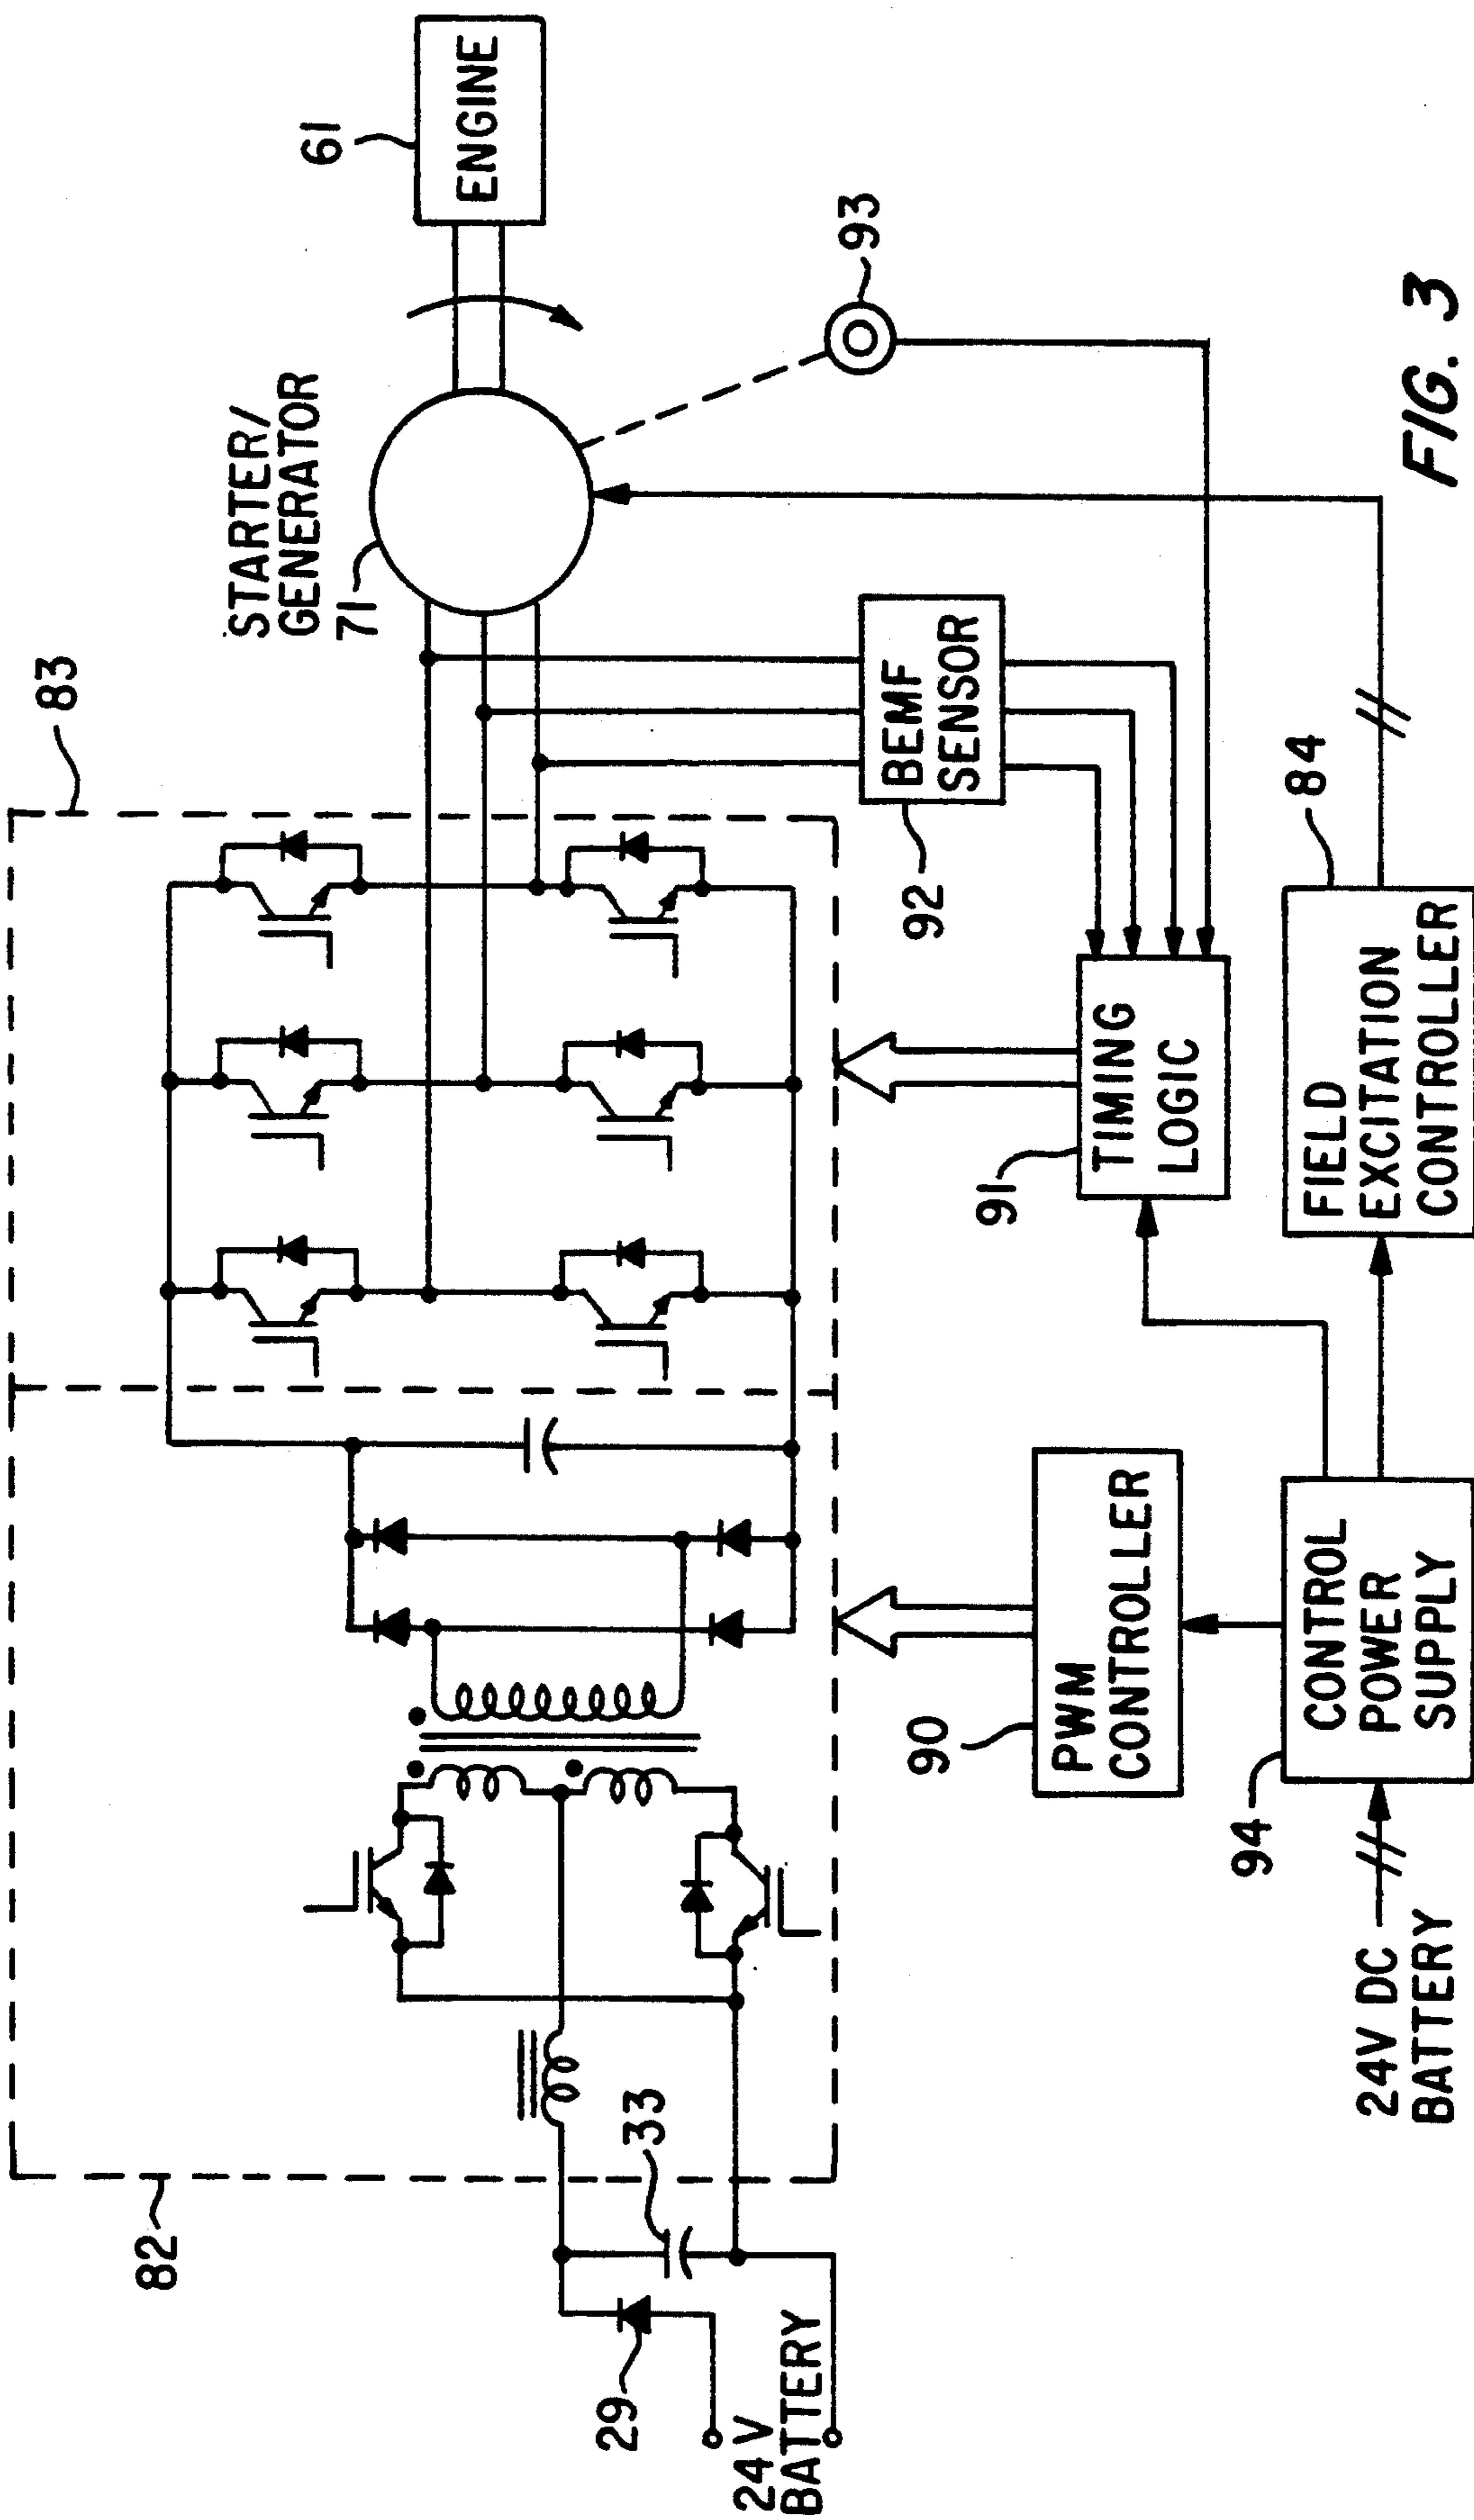 83
STARTER/
GENERATOR
71
61
ENGINE
82
29
33
24V
BATTERY
92
BEMF
SENSOR
93
90
PWM
CONTROLLER
91
TIMING
LOGIC
84
94
24V DC
BATTERY
CONTROL
POWER
SUPPLY
FIELD
EXCITATION
CONTROLLER
FIG. 3